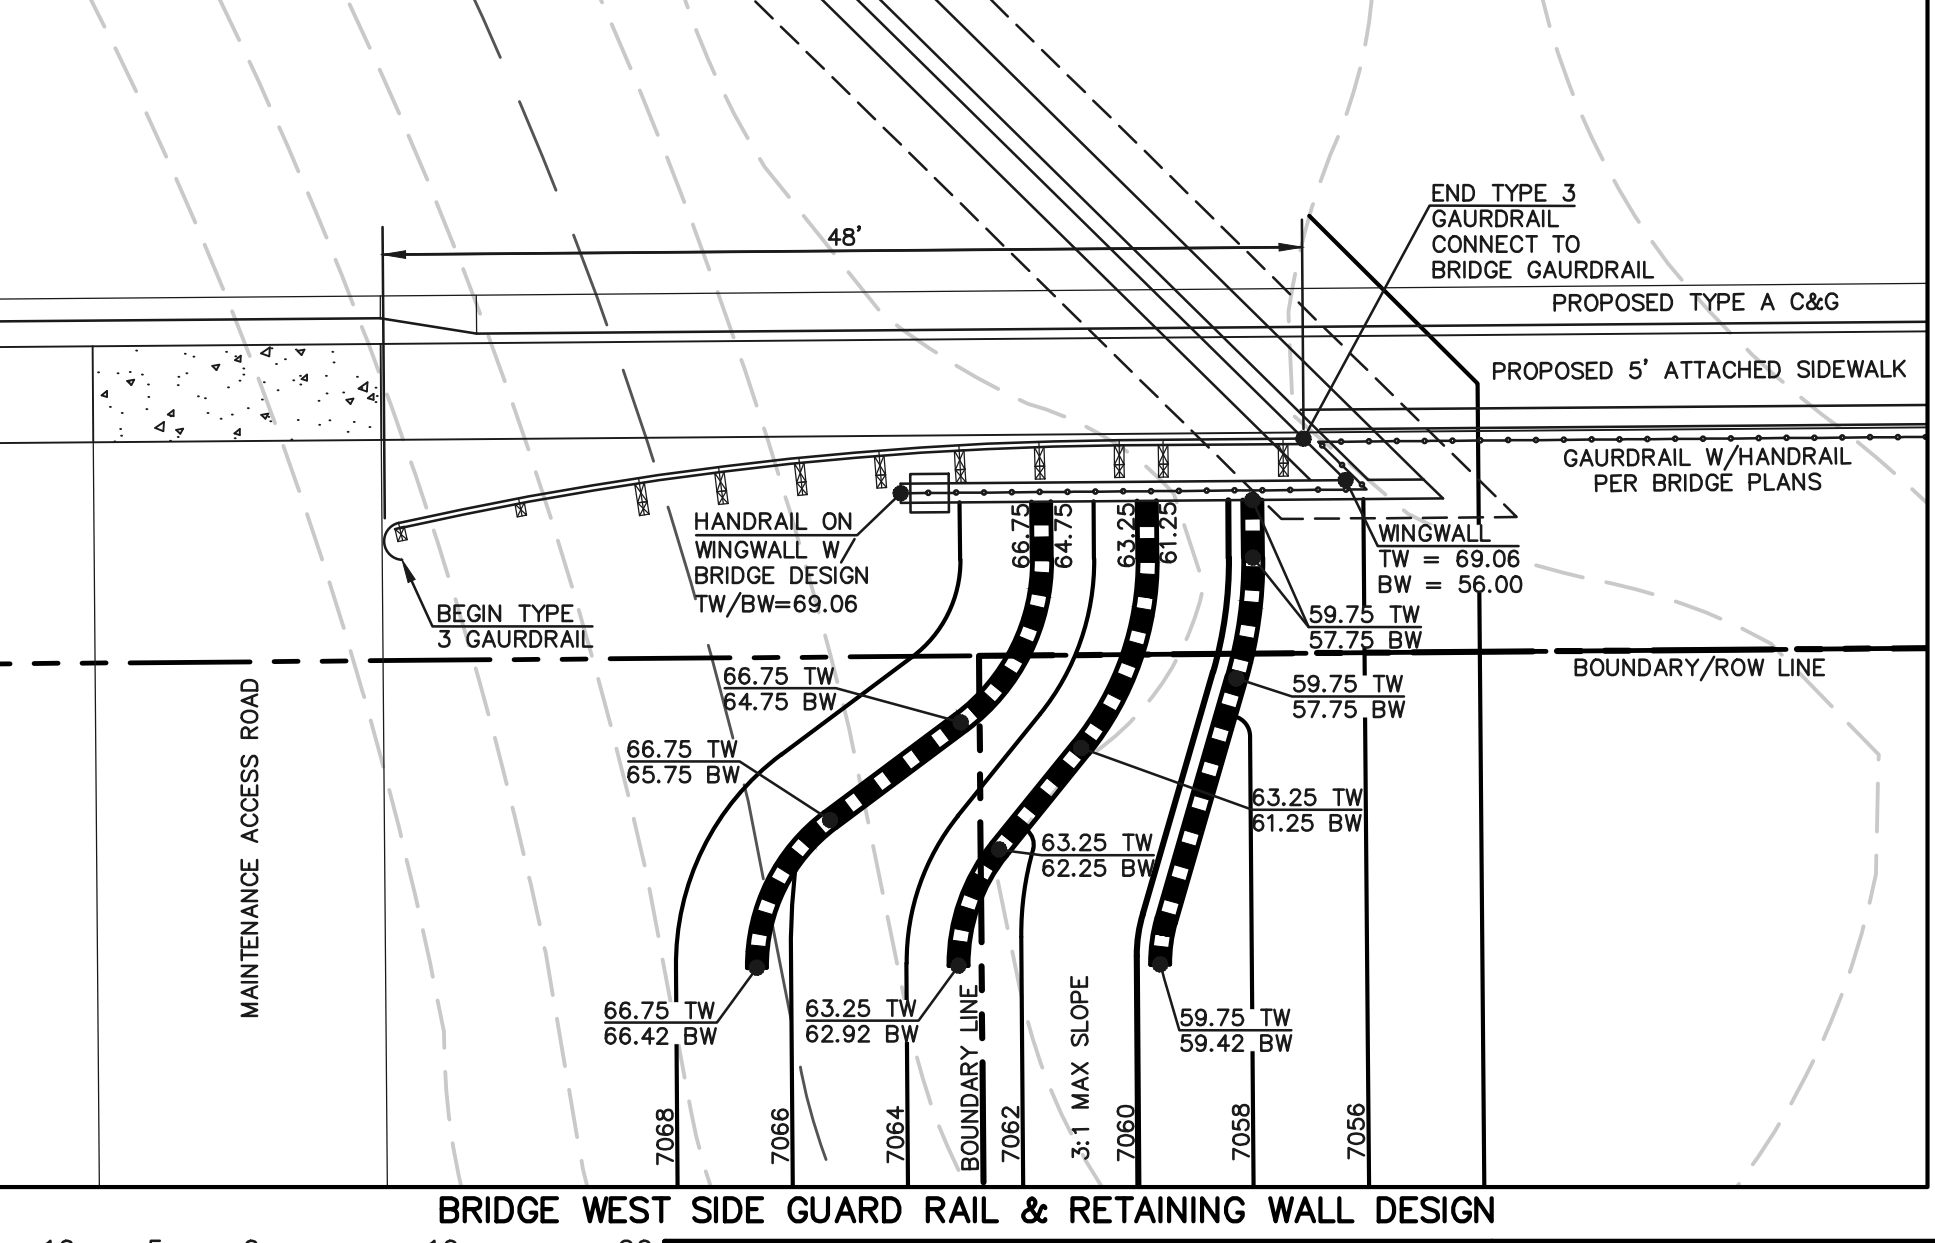 END TYPE 3
GAURDRAIL
CONNECT TO
BRIDGE GAURDRAIL
48'
PROPOSED TYPE A C&G
PROPOSED 5' ATTACHED SIDEWALK
GAURDRAIL W/HANDRAIL
PER BRIDGE PLANS
HANDRAIL ON
WINGWALL W/
BRIDGE DESIGN
TW/BW=69.06
66.75
64.75
63.25
61.25
WINGWALL
TW = 69.06
BW = 56.00
BEGIN TYPE
3 GAURDRAIL
59.75 TW
57.75 BW
BOUNDARY/ROW LINE
66.75 TW
64.75 BW
59.75 TW
57.75 BW
66.75 TW
65.75 BW
63.25 TW
61.25 BW
63.25 TW
62.25 BW
MAINTENANCE ACCESS ROAD
66.75 TW
66.42 BW
63.25 TW
62.92 BW
59.75 TW
59.42 BW
BOUNDARY LINE
3:1 MAX SLOPE
7068
7066
7064
7062
7060
7058
7056
BRIDGE WEST SIDE GUARD RAIL & RETAINING WALL DESIGN